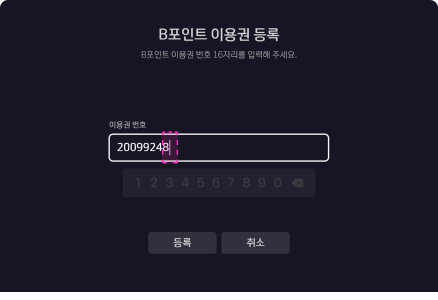 B포인트 이용권 등록
B포인트 이용권 번호 16자리를 입력해 주세요.
이용권 번호
20099248
1 2 3 4 5 6 7 8 9 0
등록 취소